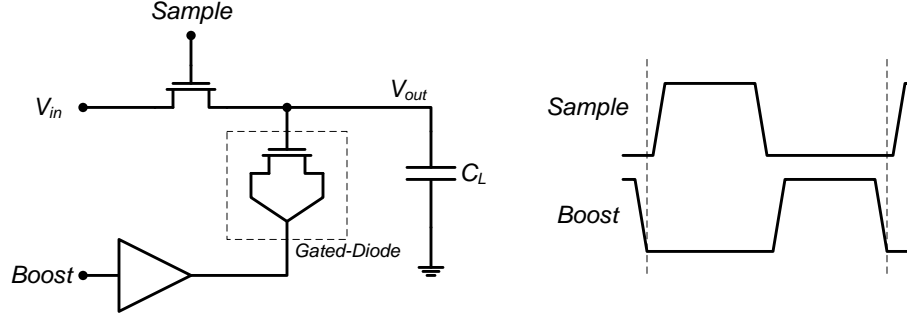 Sample
V_in
V_out
C_L
Gated-Diode
Boost
Sample
Boost